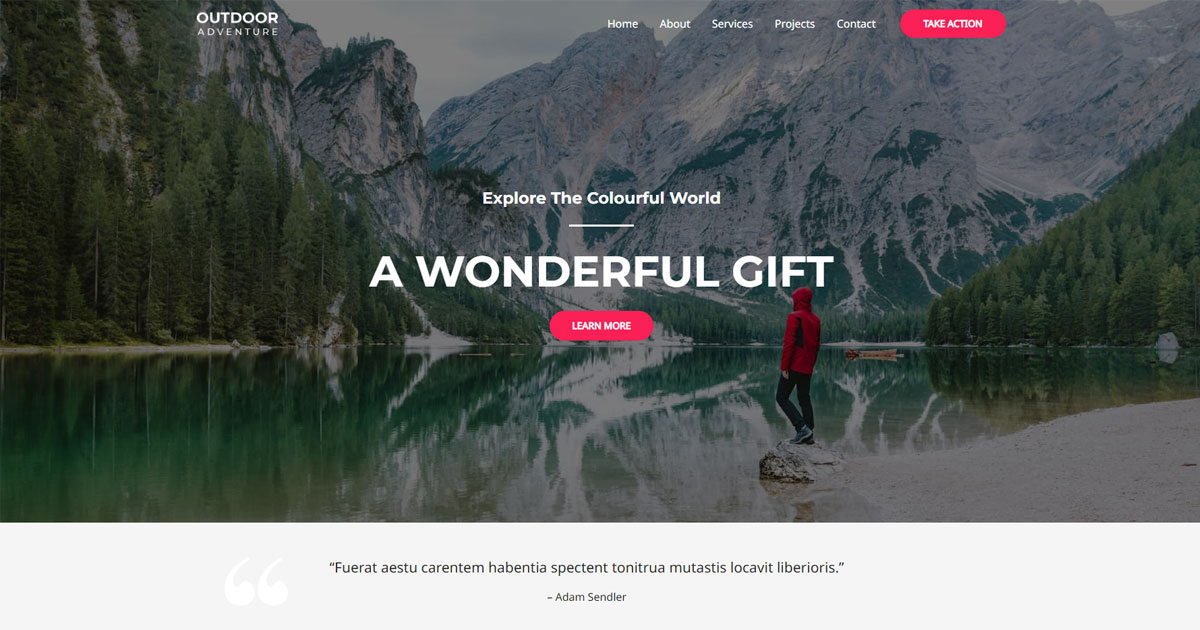 OUTDOOR
ADVENTURE
Home About Services Projects Contact TAKE ACTION
Explore The Colourful World
A WONDERFUL GIFT
LEARN MORE
“Fuerat aestu carentem habentia spectent tonitrua mutastis locavit liberioris.”
– Adam Sendler